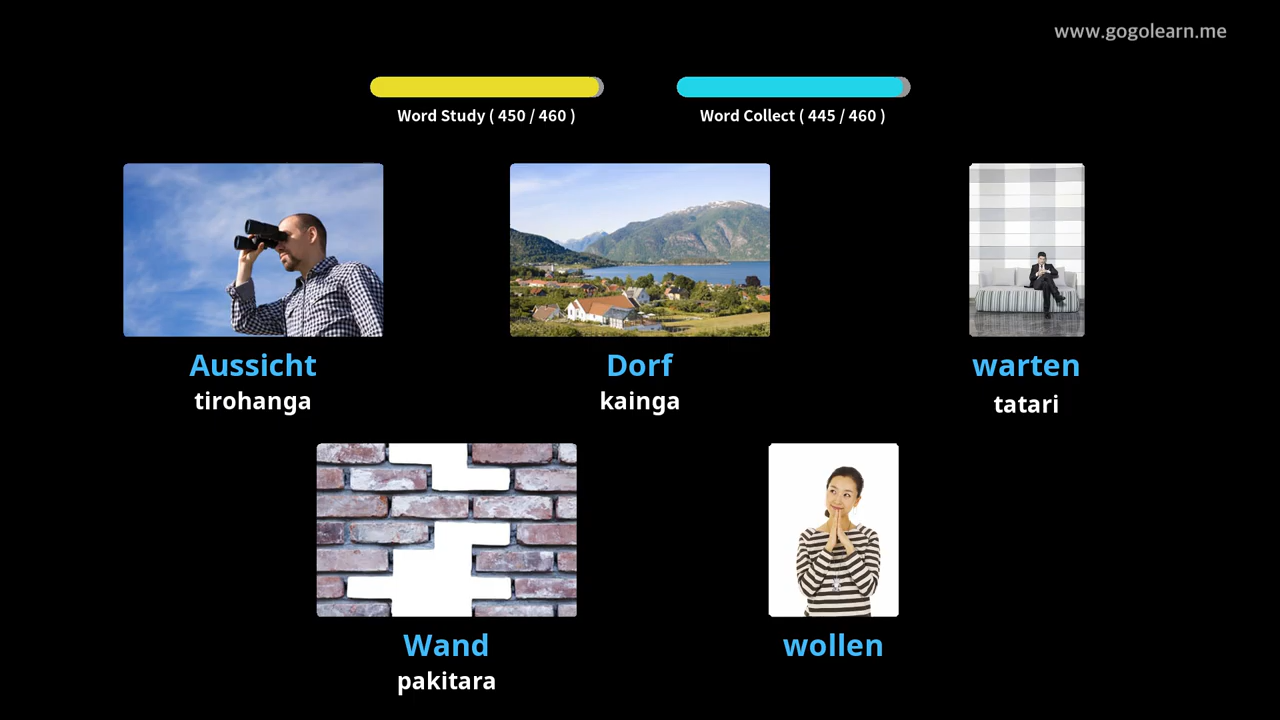 www.gogolearn.me
Word Study ( 450 / 460 )
Word Collect ( 445 / 460 )
Aussicht
tirohanga
Dorf
kainga
warten
tatari
Wand
pakitara
wollen